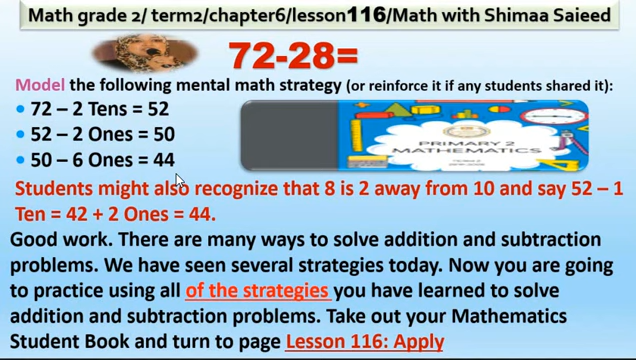 Math grade 2/ term2/chapter6/lesson116/Math with Shimaa Saieed
72-28=
Model the following mental math strategy (or reinforce it if any students shared it):
• 72 – 2 Tens = 52
• 52 – 2 Ones = 50
• 50 – 6 Ones = 44
PRIMARY 2
MATHEMATICS
Students might also recognize that 8 is 2 away from 10 and say 52 – 1
Ten = 42 + 2 Ones = 44.
Good work. There are many ways to solve addition and subtraction
problems. We have seen several strategies today. Now you are going
to practice using all of the strategies you have learned to solve
addition and subtraction problems. Take out your Mathematics
Student Book and turn to page Lesson 116: Apply